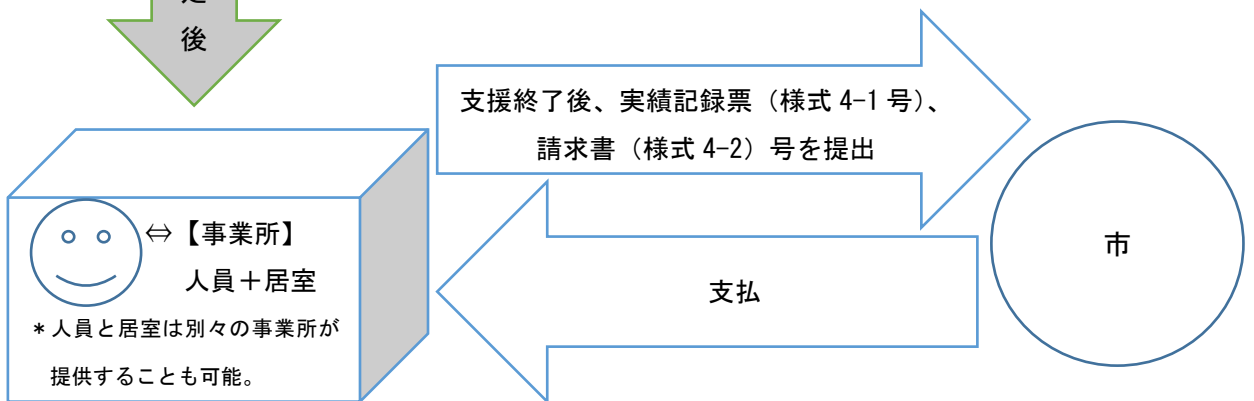 後
支援終了後、実績記録票（様式 4-1 号）、
請求書（様式 4-2）号を提出
⇔【事業所】
人員＋居室
＊人員と居室は別々の事業所が
提供することも可能。
支払
市